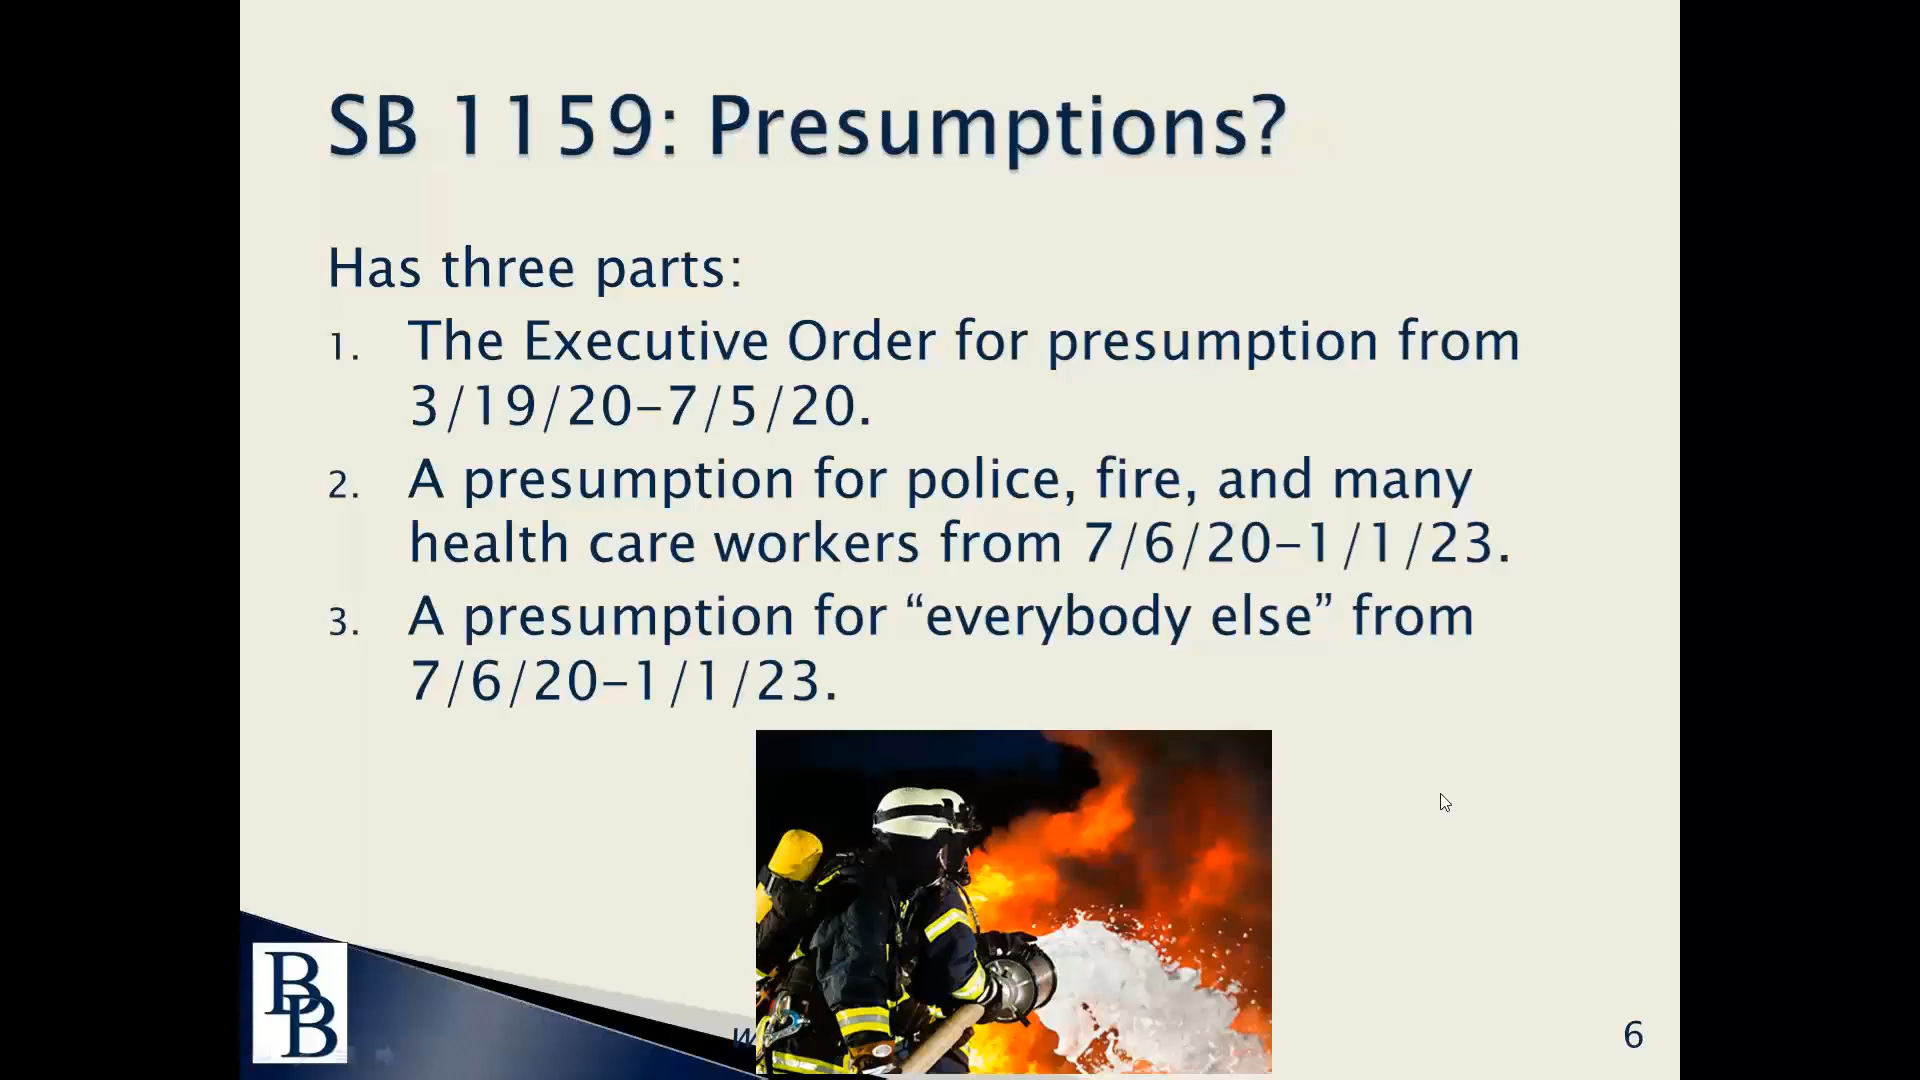 SB 1159: Presumptions?
Has three parts:
1. The Executive Order for presumption from
3/19/20-7/5/20.
2. A presumption for police, fire, and many
health care workers from 7/6/20-1/1/23.
3. A presumption for “everybody else” from
7/6/20-1/1/23.
BB
6